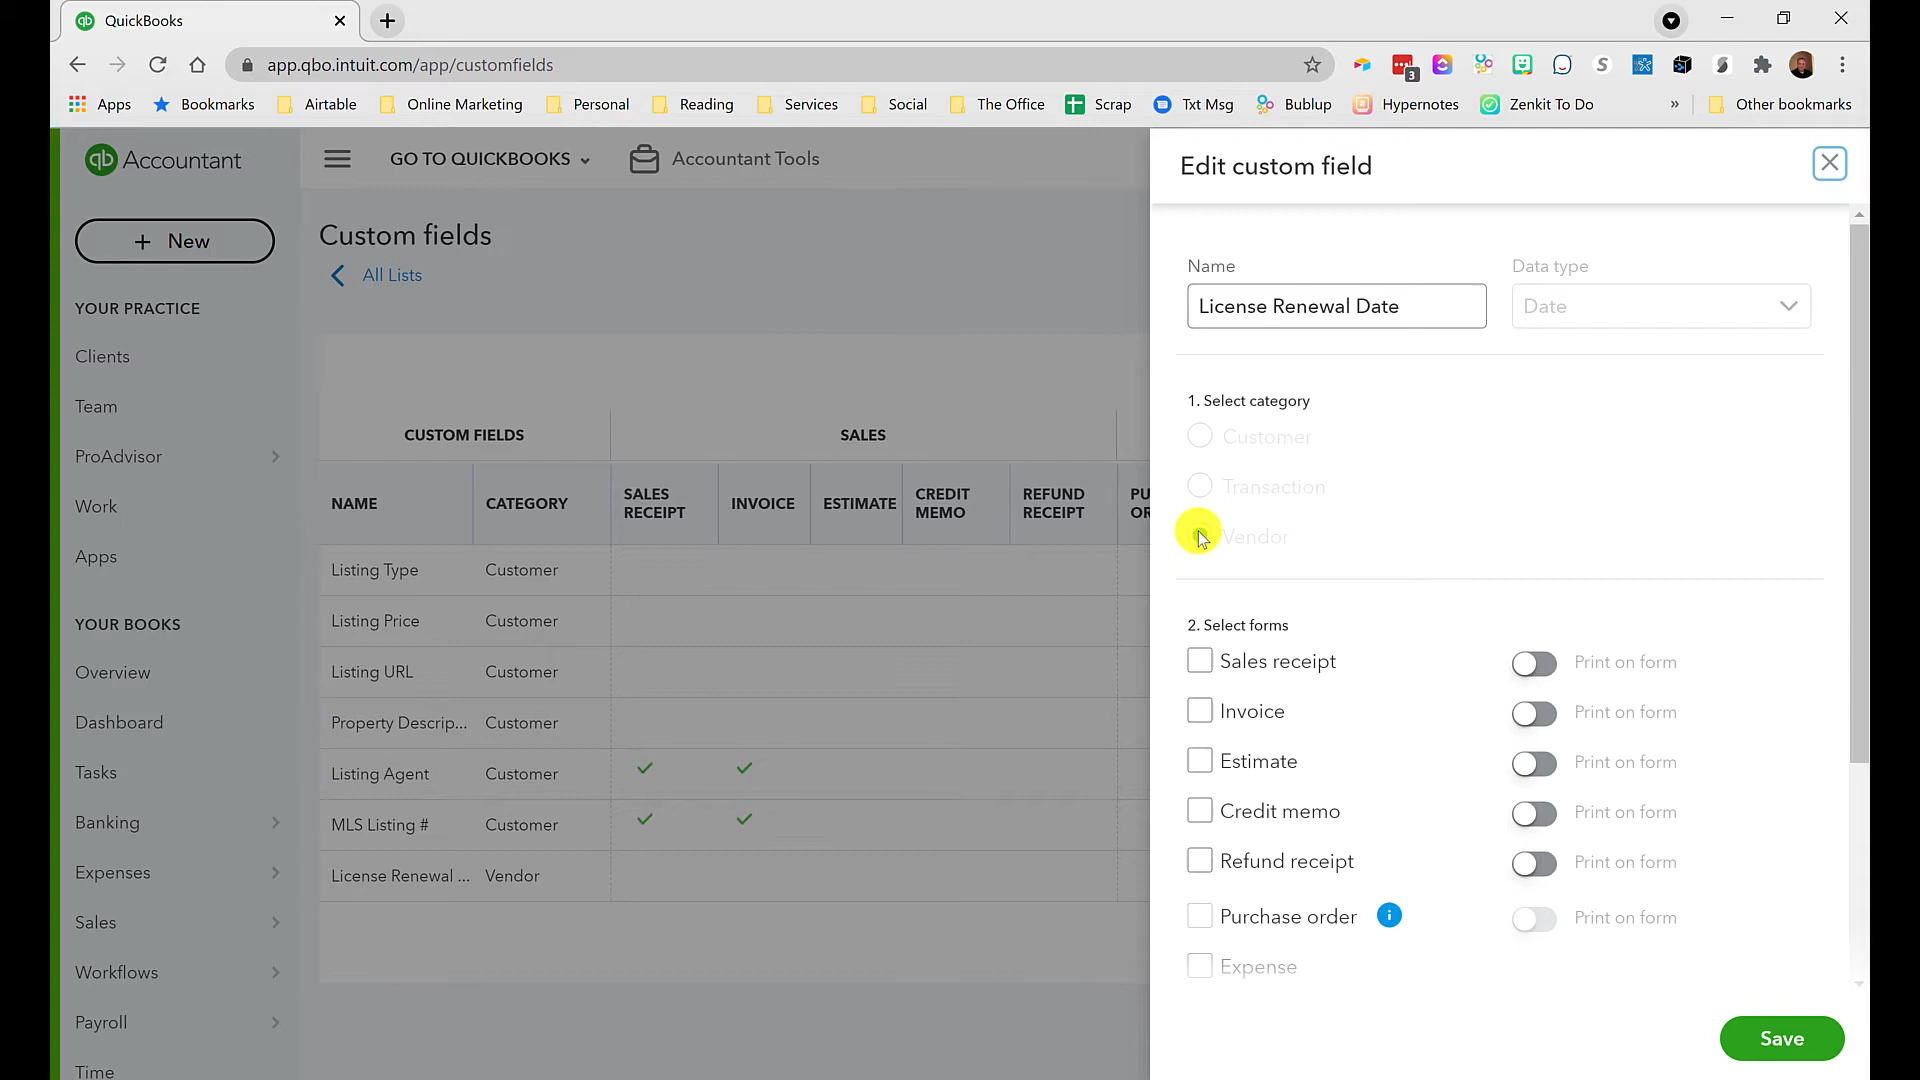 QuickBooks
app.qbo.intuit.com/app/customfields
3
Apps Bookmarks Airtable Online Marketing Personal Reading Services Social The Office Scrap Txt Msg Bublup Hypernotes Zenkit To Do » Other bookmarks
qb Accountant
+ New
YOUR PRACTICE
Clients
Team
ProAdvisor
Work
Apps
YOUR BOOKS
Overview
Dashboard
Tasks
Banking
Expenses
Sales
Workflows
Payroll
Time
GO TO QUICKBOOKS Accountant Tools
Custom fields
All Lists
CUSTOM FIELDS SALES
NAME CATEGORY SALES RECEIPT INVOICE ESTIMATE CREDIT MEMO REFUND RECEIPT PU OR
Listing Type Customer
Listing Price Customer
Listing URL Customer
Property Descrip... Customer
Listing Agent Customer
MLS Listing # Customer
License Renewal ... Vendor
Edit custom field
Name Data type
License Renewal Date Date
1. Select category
Customer
Transaction
Vendor
2. Select forms
Sales receipt Print on form
Invoice Print on form
Estimate Print on form
Credit memo Print on form
Refund receipt Print on form
Purchase order i Print on form
Expense
Save